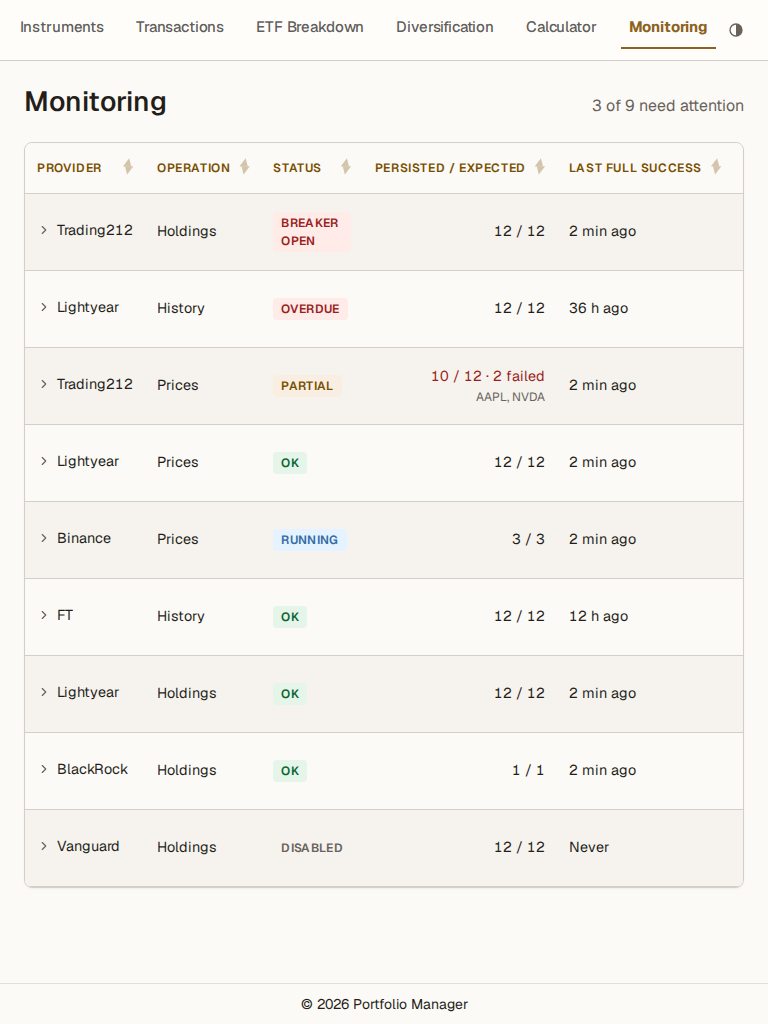 Instruments Transactions ETF Breakdown Diversification Calculator Monitoring
Monitoring
3 of 9 need attention
PROVIDER OPERATION STATUS PERSISTED / EXPECTED LAST FULL SUCCESS
Trading212 Holdings BREAKER OPEN 12 / 12 2 min ago
Lightyear History OVERDUE 12 / 12 36 h ago
Trading212 Prices PARTIAL 10 / 12 · 2 failed 2 min ago
AAPL, NVDA
Lightyear Prices OK 12 / 12 2 min ago
Binance Prices RUNNING 3 / 3 2 min ago
FT History OK 12 / 12 12 h ago
Lightyear Holdings OK 12 / 12 2 min ago
BlackRock Holdings OK 1 / 1 2 min ago
Vanguard Holdings DISABLED 12 / 12 Never
© 2026 Portfolio Manager